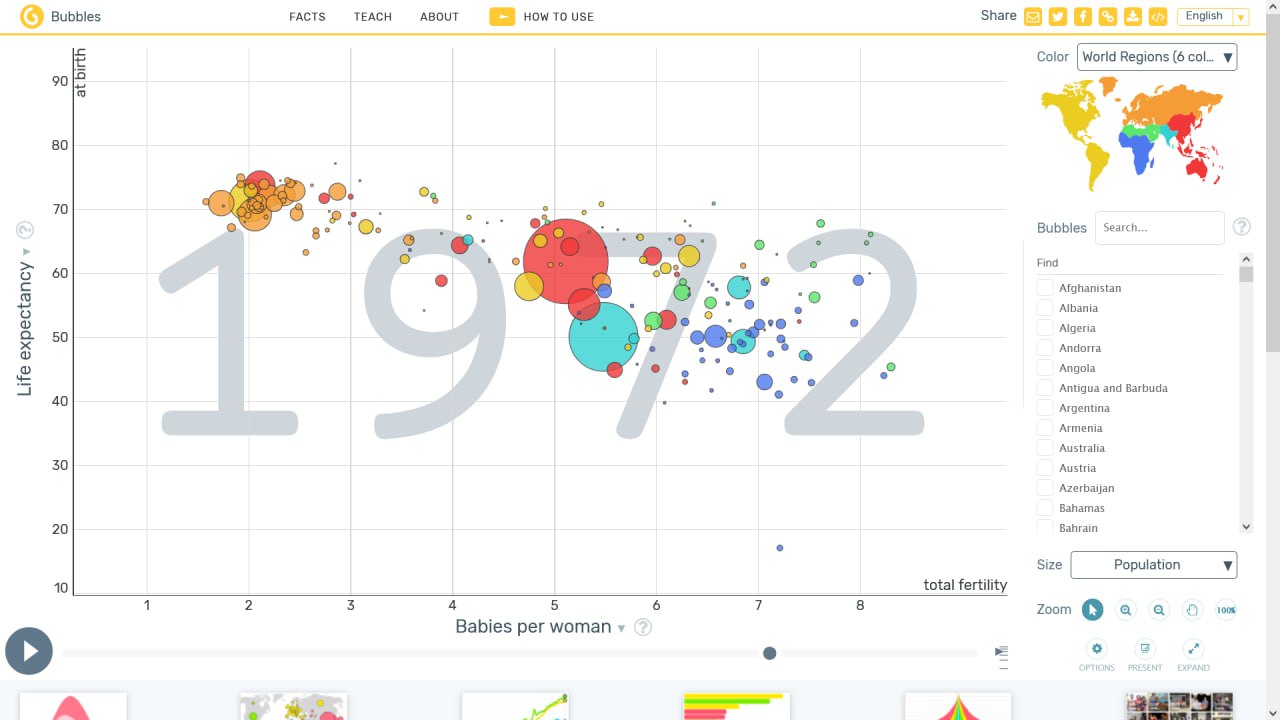 Bubbles
FACTS TEACH ABOUT HOW TO USE
Share
English
at birth
Life expectancy
90
80
70
60
50
40
30
20
10
1972
total fertility
1 2 3 4 5 6 7 8
Babies per woman
Color World Regions (6 col...
Bubbles Search...
Find
Afghanistan
Albania
Algeria
Andorra
Angola
Antigua and Barbuda
Argentina
Armenia
Australia
Austria
Azerbaijan
Bahamas
Bahrain
Size Population
Zoom 100%
OPTIONS PRESENT EXPAND